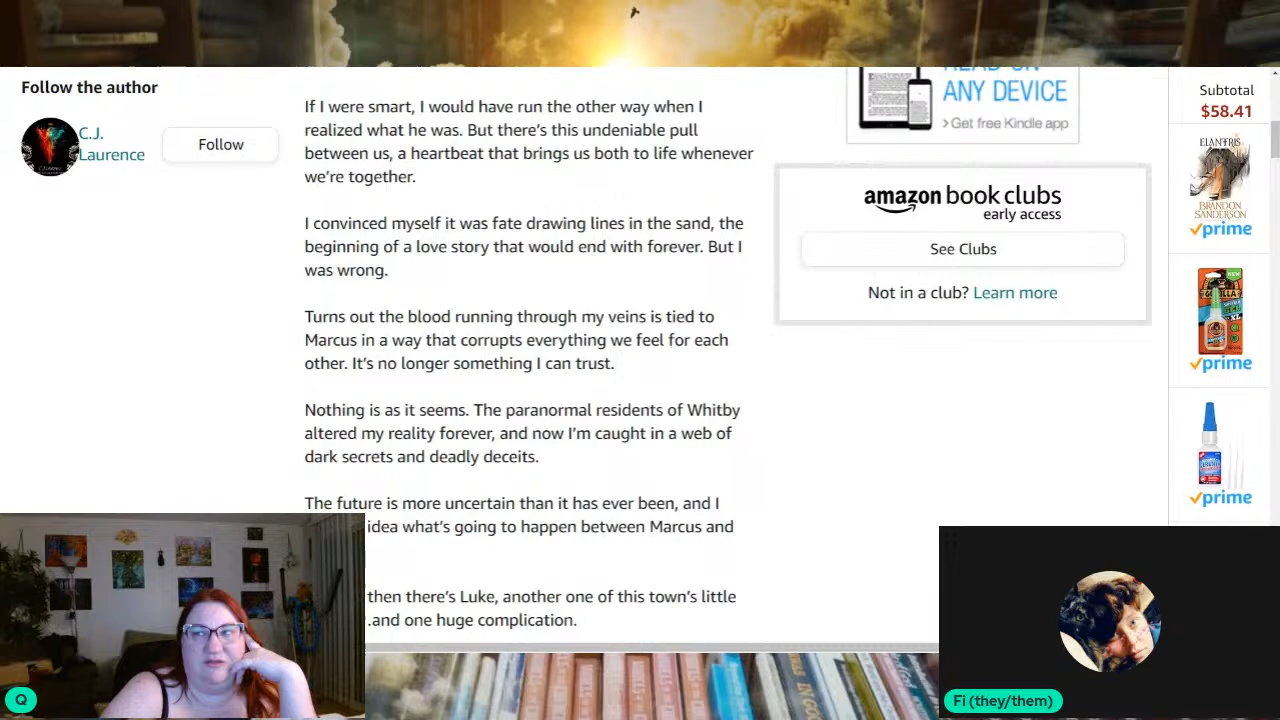 Follow the author
C.J.
Laurence
Follow
If I were smart, I would have run the other way when I
realized what he was. But there's this undeniable pull
between us, a heartbeat that brings us both to life whenever
we're together.
I convinced myself it was fate drawing lines in the sand, the
beginning of a love story that would end with forever. But I
was wrong.
Turns out the blood running through my veins is tied to
Marcus in a way that corrupts everything we feel for each
other. It's no longer something I can trust.
Nothing is as it seems. The paranormal residents of Whitby
altered my reality forever, and now I'm caught in a web of
dark secrets and deadly deceits.
The future is more uncertain than it has ever been, and I
idea what's going to happen between Marcus and
then there's Luke, another one of this town's little
.and one huge complication.
READ ON
ANY DEVICE
›Get free Kindle app
amazon book clubs
early access
See Clubs
Not in a club? Learn more
Subtotal
$58.41
ELANTRIS
BRANDON
SANDERSON
prime
NEW
GORILLA
prime
prime
Q
Fi (they/them)